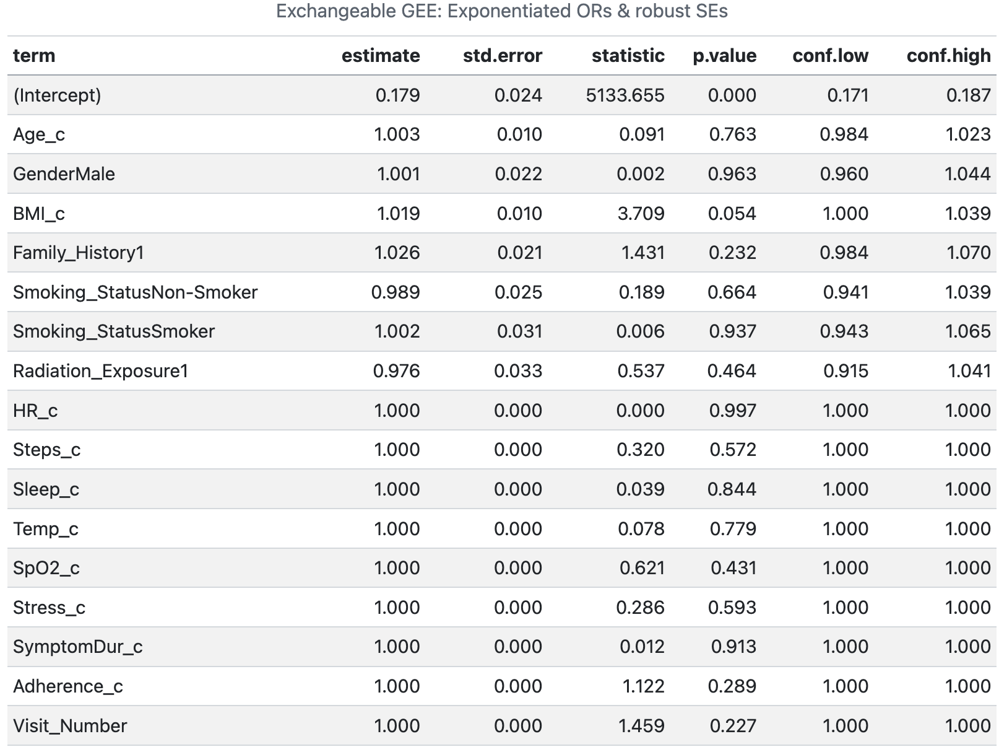 Exchangeable GEE: Exponentiated ORs & robust SEs
term estimate std.error statistic p.value conf.low conf.high
(Intercept) 0.179 0.024 5133.655 0.000 0.171 0.187
Age_c 1.003 0.010 0.091 0.763 0.984 1.023
GenderMale 1.001 0.022 0.002 0.963 0.960 1.044
BMI_c 1.019 0.010 3.709 0.054 1.000 1.039
Family_History1 1.026 0.021 1.431 0.232 0.984 1.070
Smoking_StatusNon-Smoker 0.989 0.025 0.189 0.664 0.941 1.039
Smoking_StatusSmoker 1.002 0.031 0.006 0.937 0.943 1.065
Radiation_Exposure1 0.976 0.033 0.537 0.464 0.915 1.041
HR_c 1.000 0.000 0.000 0.997 1.000 1.000
Steps_c 1.000 0.000 0.320 0.572 1.000 1.000
Sleep_c 1.000 0.000 0.039 0.844 1.000 1.000
Temp_c 1.000 0.000 0.078 0.779 1.000 1.000
SpO2_c 1.000 0.000 0.621 0.431 1.000 1.000
Stress_c 1.000 0.000 0.286 0.593 1.000 1.000
SymptomDur_c 1.000 0.000 0.012 0.913 1.000 1.000
Adherence_c 1.000 0.000 1.122 0.289 1.000 1.000
Visit_Number 1.000 0.000 1.459 0.227 1.000 1.000